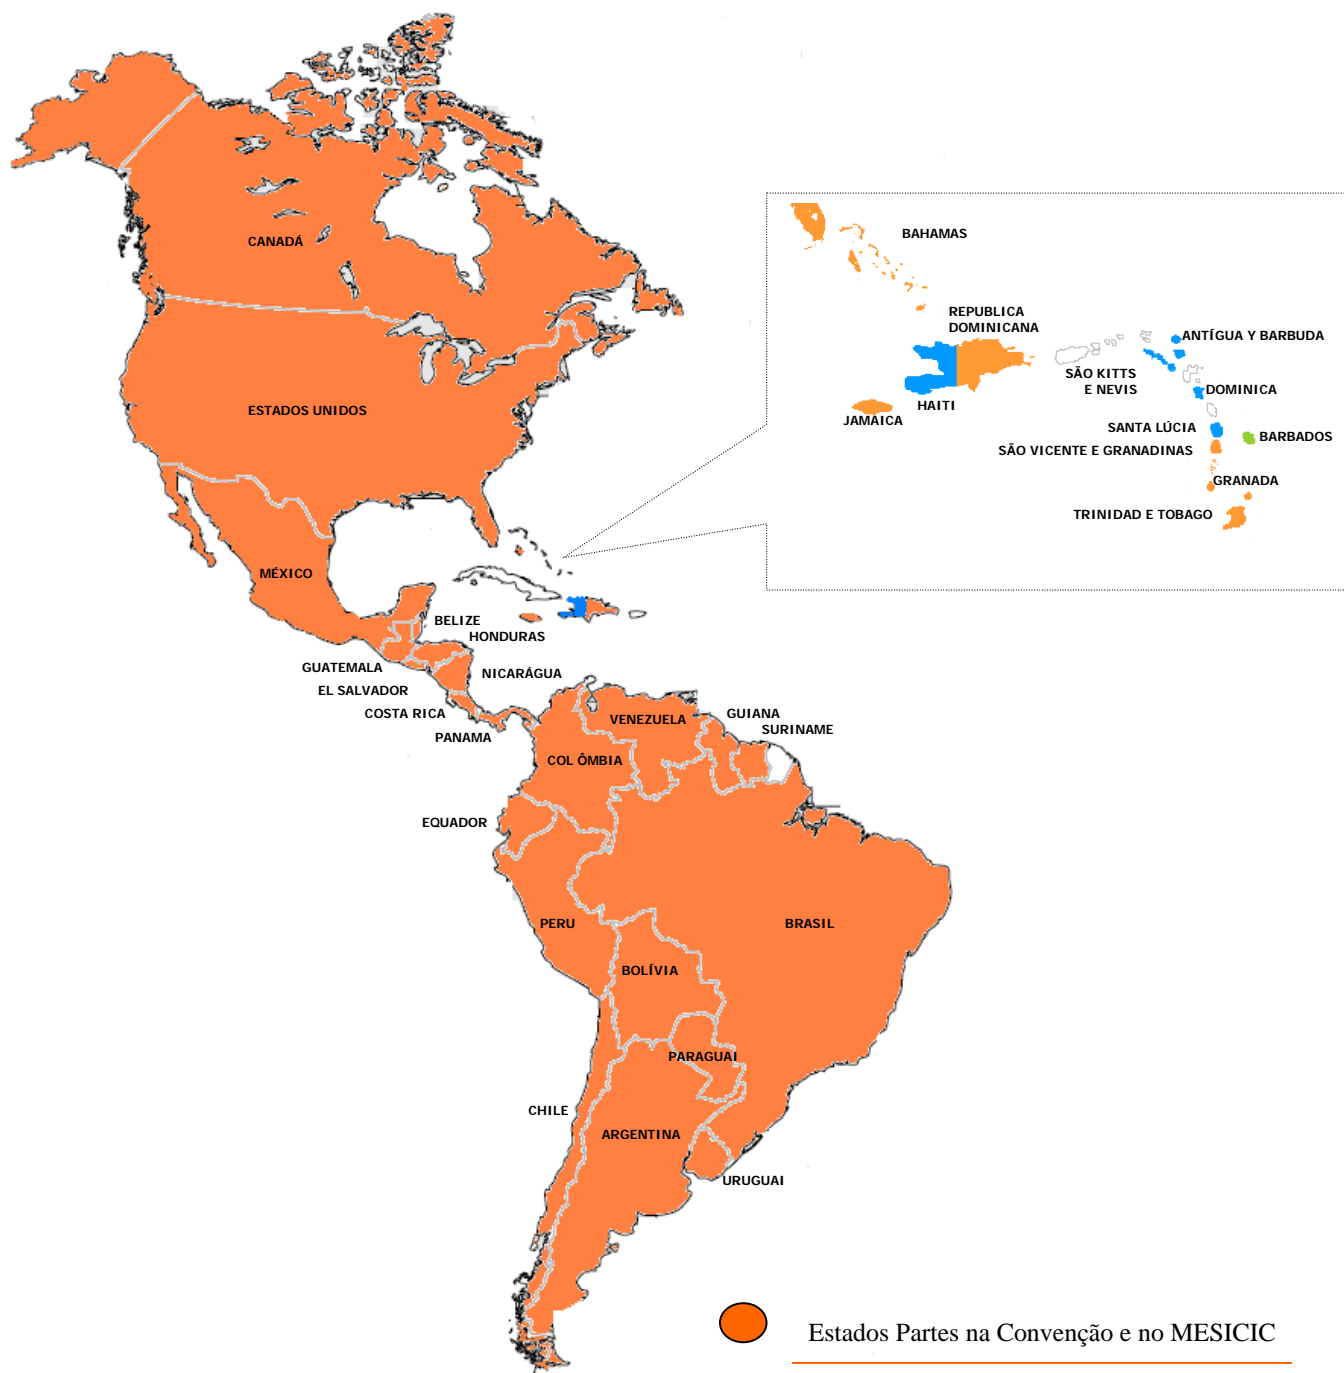 CANADÁ
ESTADOS UNIDOS
MÉXICO
BAHAMAS
REPUBLICA
DOMINICANA
ANTÍGUA Y BARBUDA
SÃO KITTS
E NEVIS
DOMINICA
HAITI
JAMAICA
SANTA LÚCIA
BARBADOS
SÃO VICENTE E GRANADINAS
GRANADA
TRINIDAD E TOBAGO
BELIZE
HONDURAS
GUATEMALA
NICARÁGUA
EL SALVADOR
COSTA RICA
PANAMA
VENEZUELA
GUIANA
SURINAME
COL ÔMBIA
EQUADOR
PERU
BRASIL
BOLÍVIA
PARAGUAI
CHILE
ARGENTINA
URUGUAI
Estados Partes na Convenção e no MESICIC